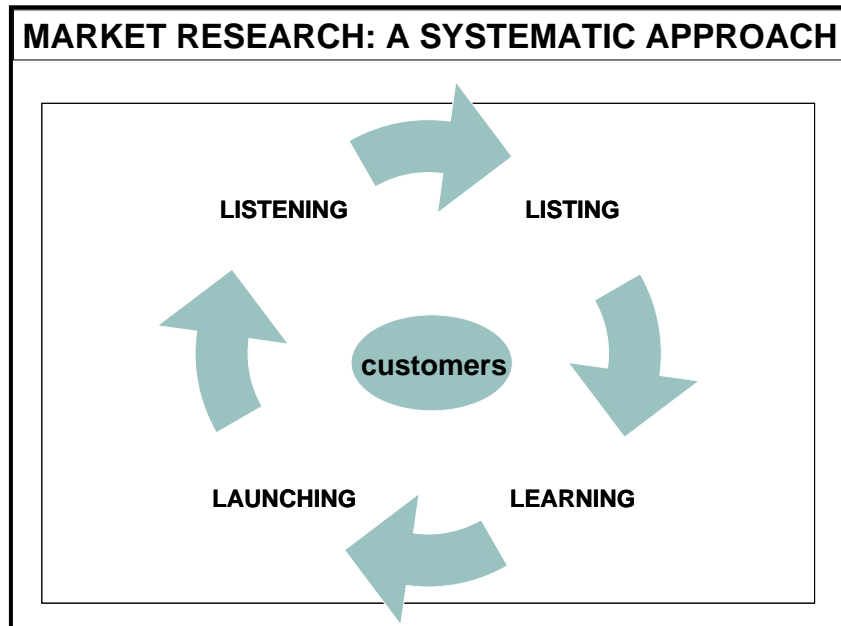 MARKET RESEARCH: A SYSTEMATIC APPROACH
LISTENING
LISTING
customers
LAUNCHING
LEARNING